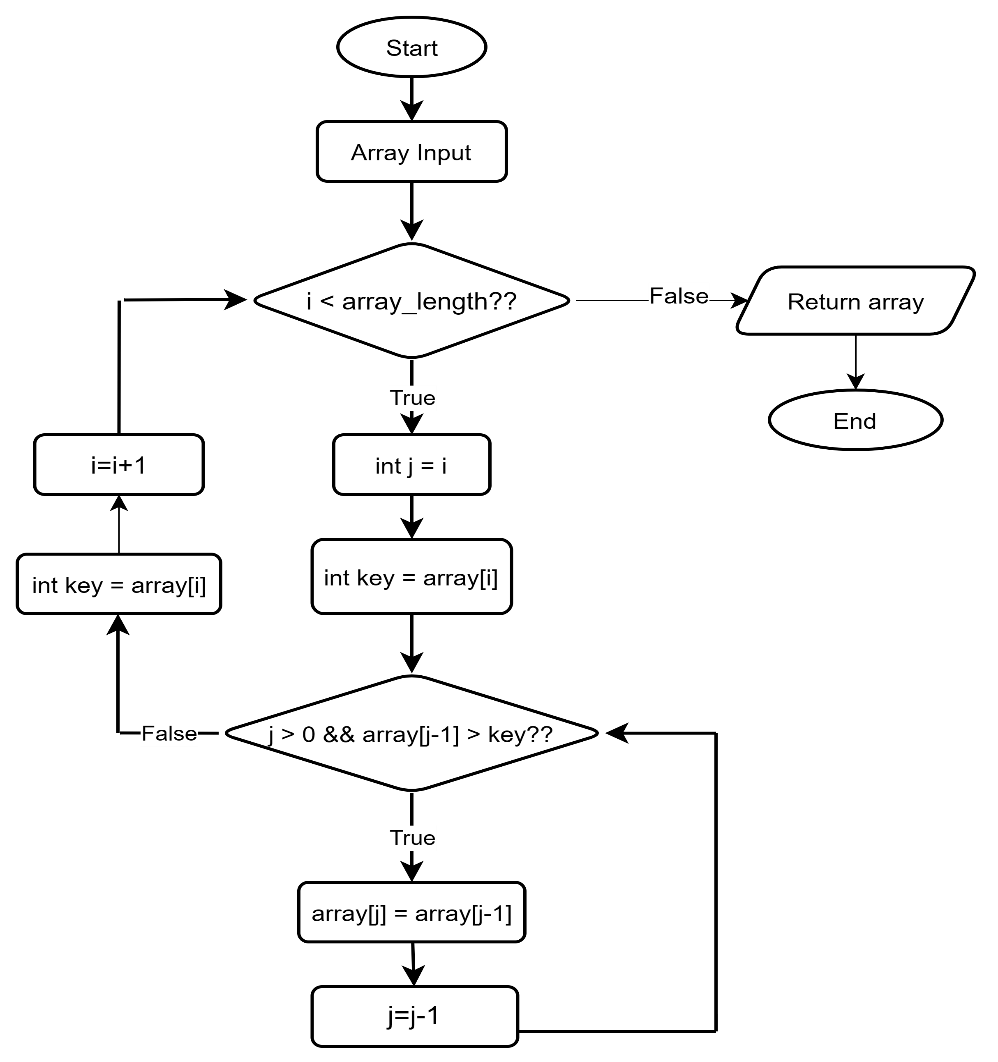 Start
Array Input
i < array_length??
False
Return array
End
True
int j = i
int key = array[i]
j > 0 && array[j-1] > key??
False
int key = array[i]
i=i+1
True
array[j] = array[j-1]
j=j-1